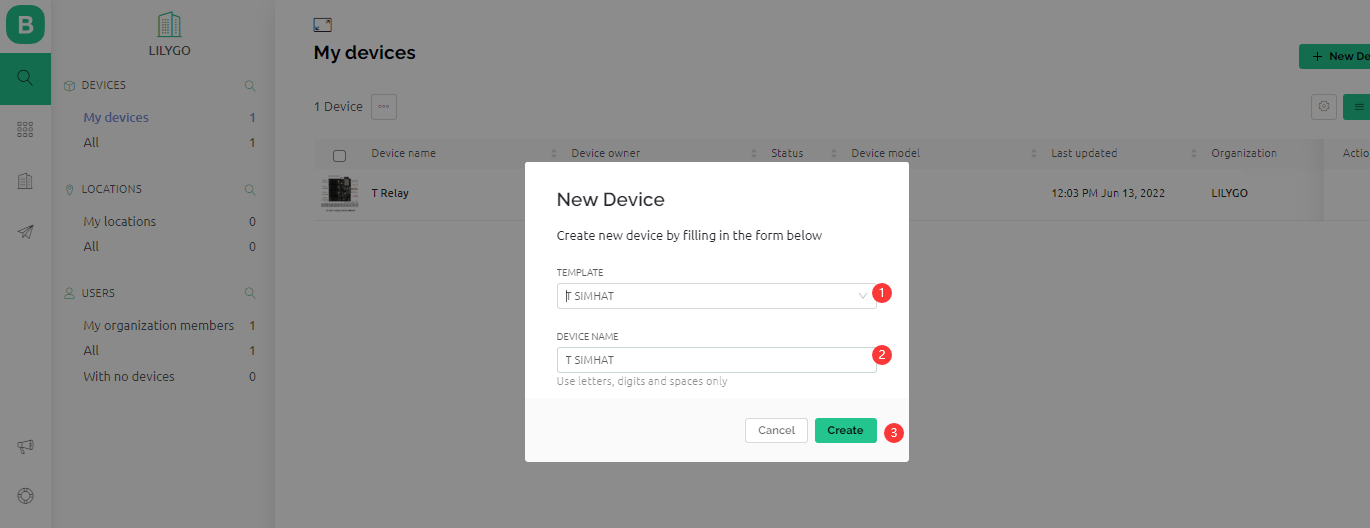 B
LILYGO
DEVICES
My devices 1
All 1
LOCATIONS
My locations 0
All 0
USERS
My organization members 1
All 1
With no devices 0
My devices
+ New De
1 Device
Device name
Device owner
Status
Device model
Last updated
Organization
Actio
T Relay
12:03 PM Jun 13, 2022
LILYGO
New Device
Create new device by filling in the form below
TEMPLATE
T SIMHAT
1
DEVICE NAME
T SIMHAT
2
Use letters, digits and spaces only
Cancel
Create
3